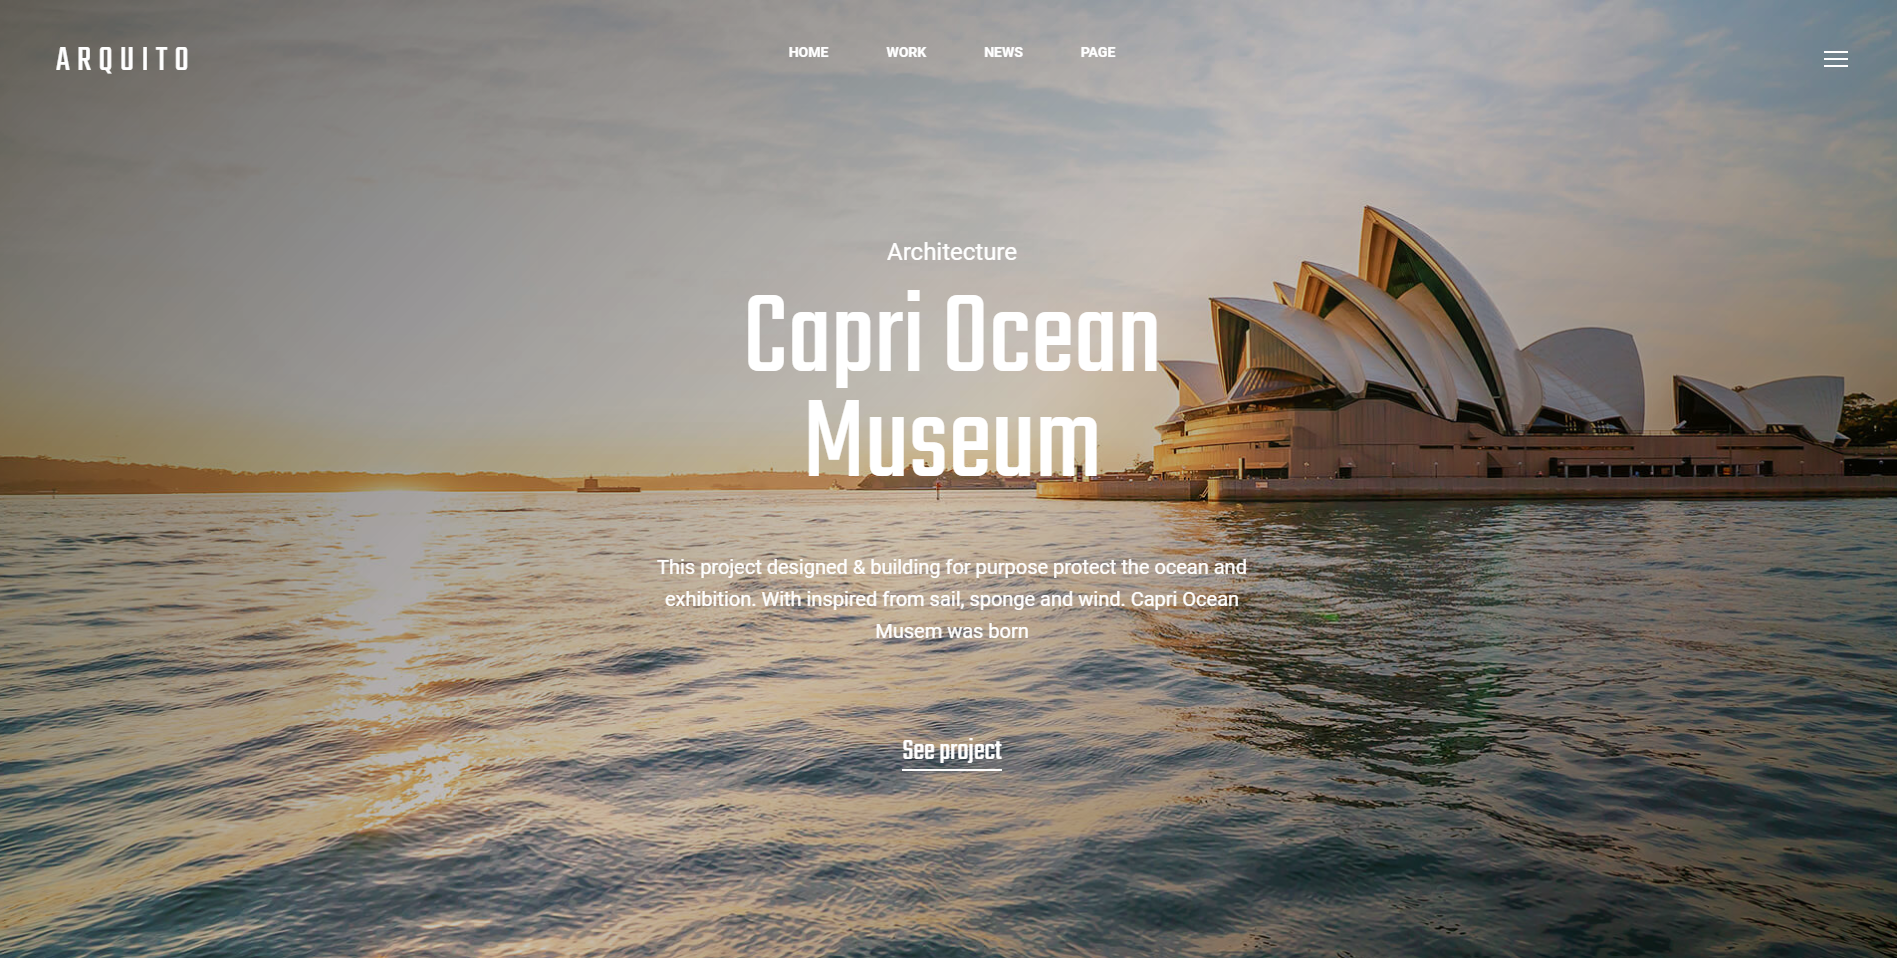 ARQUITO
HOME WORK NEWS PAGE
Architecture
Capri Ocean
Museum
This project designed & building for purpose protect the ocean and
exhibition. With inspired from sail, sponge and wind. Capri Ocean
Musem was born
See project